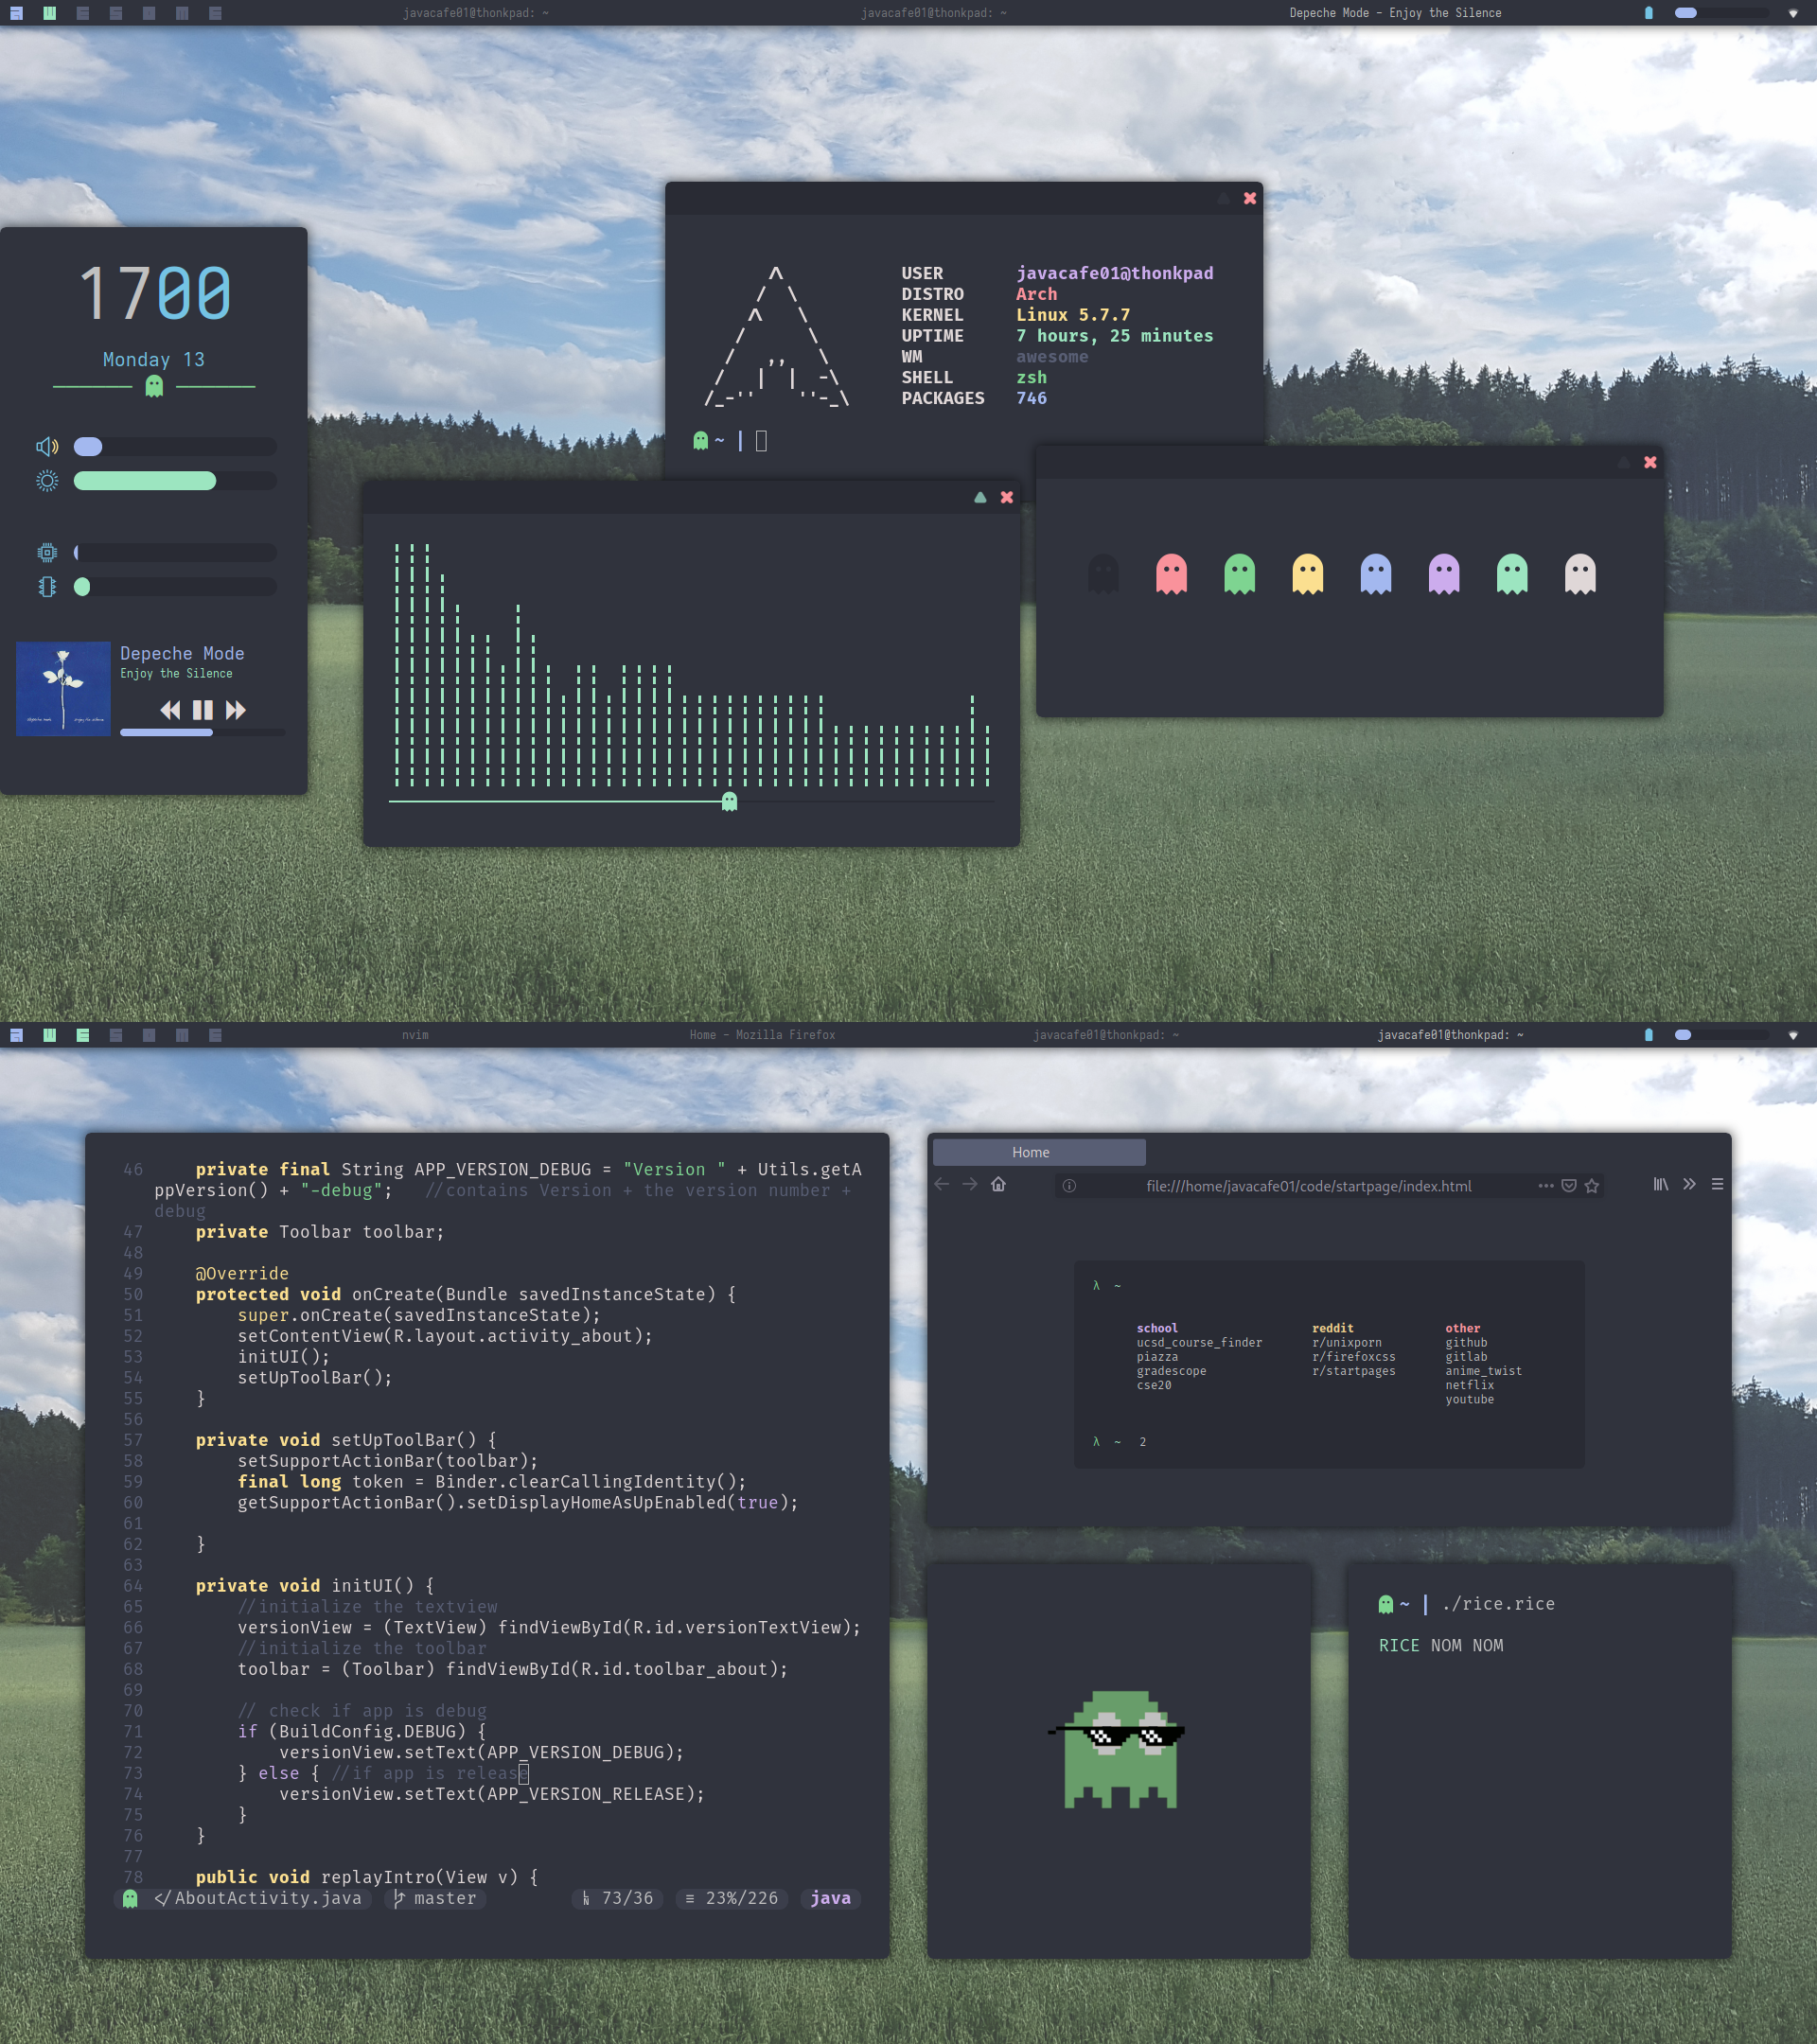 javacafe01@thonkpad: ~
javacafe01@thonkpad: ~
Depeche Mode - Enjoy the Silence
1700
Monday 13
Depeche Mode
Enjoy the Silence
USER javacafe01@thonkpad
DISTRO Arch
KERNEL Linux 5.7.7
UPTIME 7 hours, 25 minutes
WM awesome
SHELL zsh
PACKAGES 746
~ |
nvim
Home - Mozilla Firefox
javacafe01@thonkpad: ~
javacafe01@thonkpad: ~
46 private final String APP_VERSION_DEBUG = "Version " + Utils.getA
ppVersion() + "-debug"; //contains Version + the version number +
debug
47 private Toolbar toolbar;
48
49 @Override
50 protected void onCreate(Bundle savedInstanceState) {
51 super.onCreate(savedInstanceState);
52 setContentView(R.layout.activity_about);
53 initUI();
54 setUpToolBar();
55 }
56
57 private void setUpToolBar() {
58 setSupportActionBar(toolbar);
59 final long token = Binder.clearCallingIdentity();
60 getSupportActionBar().setDisplayHomeAsUpEnabled(true);
61
62 }
63
64 private void initUI() {
65 //initialize the textview
66 versionView = (TextView) findViewById(R.id.versionTextView);
67 //initialize the toolbar
68 toolbar = (Toolbar) findViewById(R.id.toolbar_about);
69
70 // check if app is debug
71 if (BuildConfig.DEBUG) {
72 versionView.setText(APP_VERSION_DEBUG);
73 } else { //if app is release
74 versionView.setText(APP_VERSION_RELEASE);
75 }
76 }
77
78 public void replayIntro(View v) {
AboutActivity.java master 73/36 ≡ 23%/226 java
Home
file:///home/javacafe01/code/startpage/index.html
λ ~
school reddit other
ucsd_course_finder r/unixporn github
piazza r/firefoxcss gitlab
gradescope r/startpages anime_twist
cse20 netflix
youtube
λ ~ 2
~ | ./rice.rice
RICE NOM NOM